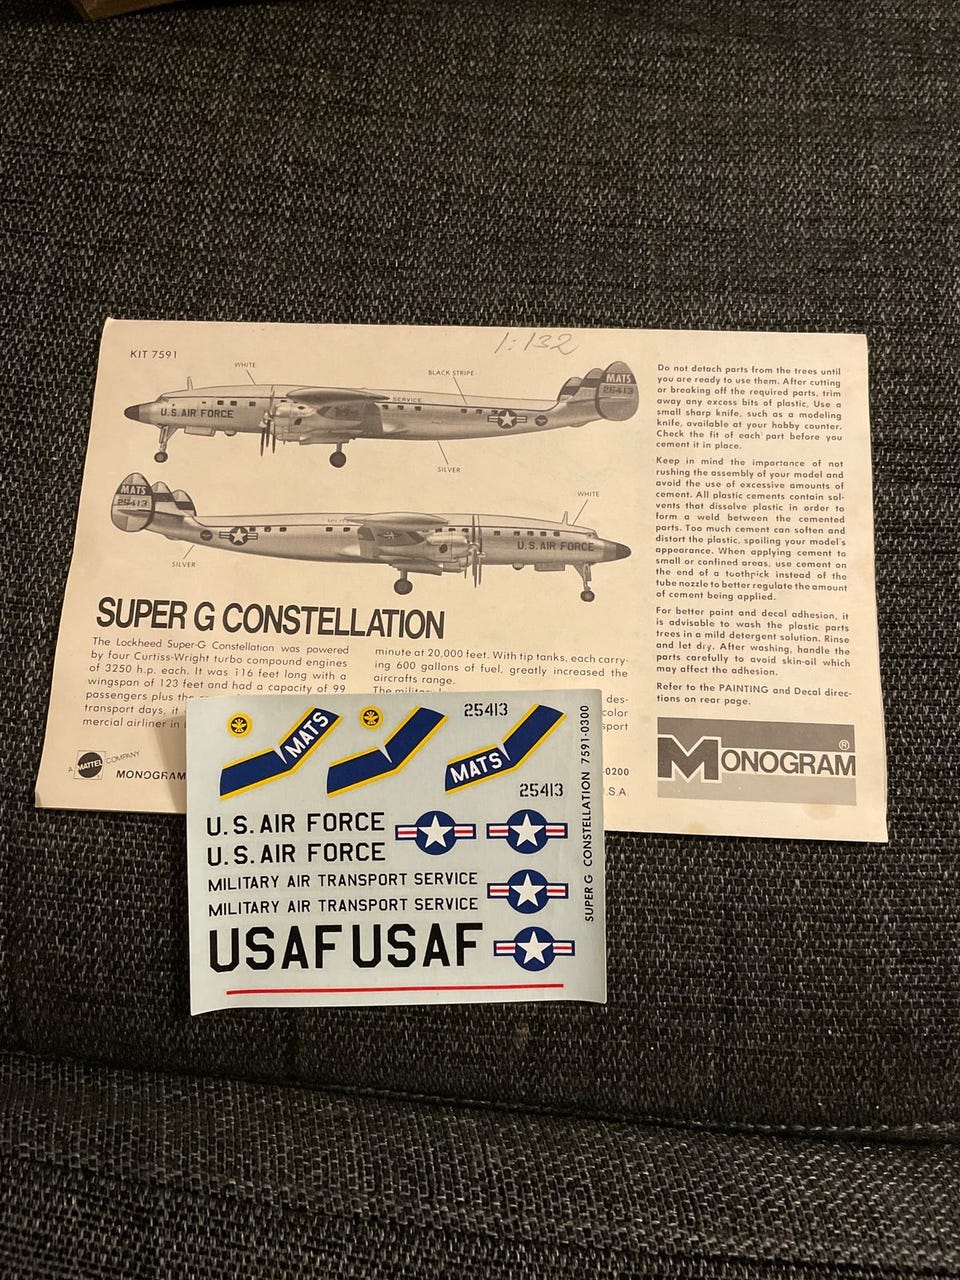 1:132
KIT 7591
WHITE
BLACK STRIPE
MATS
25413
SERVICE
U.S. AIR FORCE
SILVER
MATS
25413
WHITE
U.S. AIR FORCE
SILVER
SUPER G CONSTELLATION
The Lockheed Super-G Constellation was powered
by four Curtiss-Wright turbo compound engines
of 3250 h.p. each. It was 116 feet long with a
wingspan of 123 feet and had a capacity of 99
passengers plus the
transport days, it
mercial airliner in
minute at 20,000 feet. With tip tanks, each carry-
ing 600 gallons of fuel, greatly increased the
aircrafts range.
The
des-
color
sport
A MATTEL COMPANY
MONOGRAM
-0200
U.S.A.
Do not detach parts from the trees until
you are ready to use them. After cutting
or breaking off the required parts, trim
away any excess bits of plastic. Use a
small sharp knife, such as a modeling
knife, available at your hobby counter.
Check the fit of each part before you
cement it in place.
Keep in mind the importance of not
rushing the assembly of your model and
avoid the use of excessive amounts of
cement. All plastic cements contain sol-
vents that dissolve plastic in order to
form a weld between the cemented
parts. Too much cement can soften and
distort the plastic, spoiling your model's
appearance. When applying cement to
small or confined areas, use cement on
the end of a toothpick instead of the
tube nozzle to better regulate the amount
of cement being applied.
For better paint and decal adhesion, it
is advisable to wash the plastic parts
trees in a mild detergent solution. Rinse
and let dry. After washing, handle the
parts carefully to avoid skin-oil which
may affect the adhesion.
Refer to the PAINTING and Decal direc-
tions on rear page.
MONOGRAM®
MATS
25413
MATS
25413
U.S. AIR FORCE
U.S. AIR FORCE
MILITARY AIR TRANSPORT SERVICE
MILITARY AIR TRANSPORT SERVICE
USAF USAF
SUPER G CONSTELLATION 7591-0300